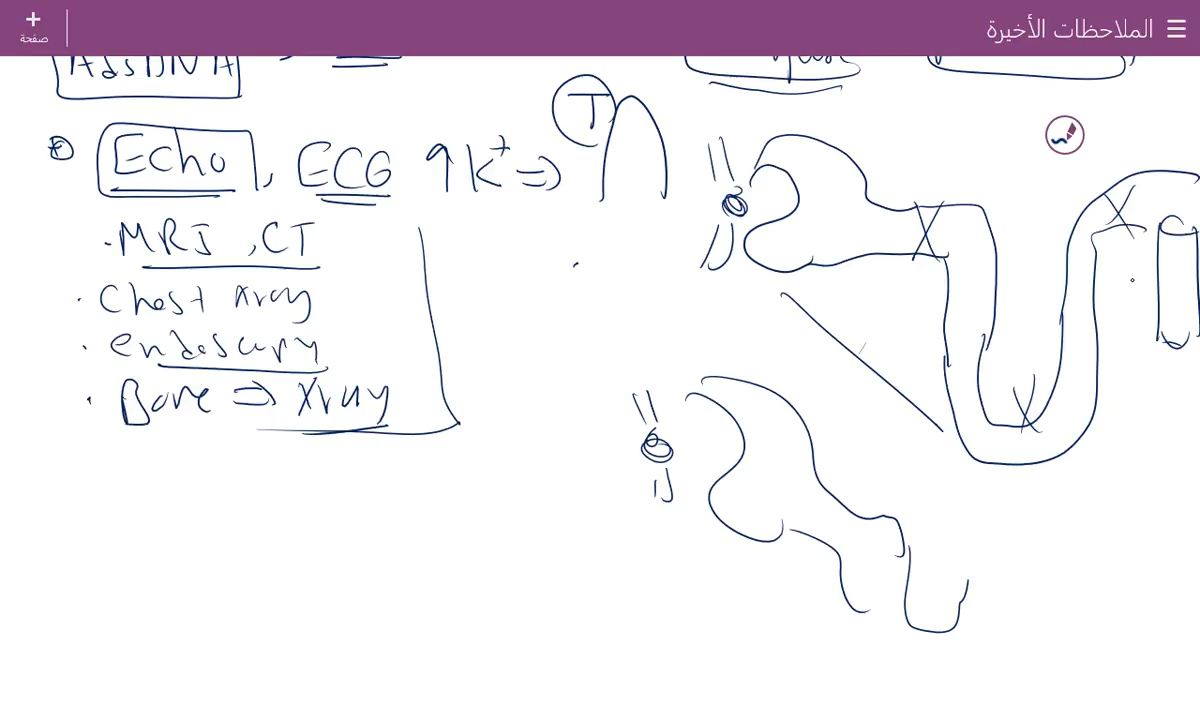 +
صفحة
الملاحظات الأخيرة
Echo, ECG ↑K⁺ ⇒ T
· MRI, CT
· Chest Xray
· endoscopy
· Bone ⇒ Xray